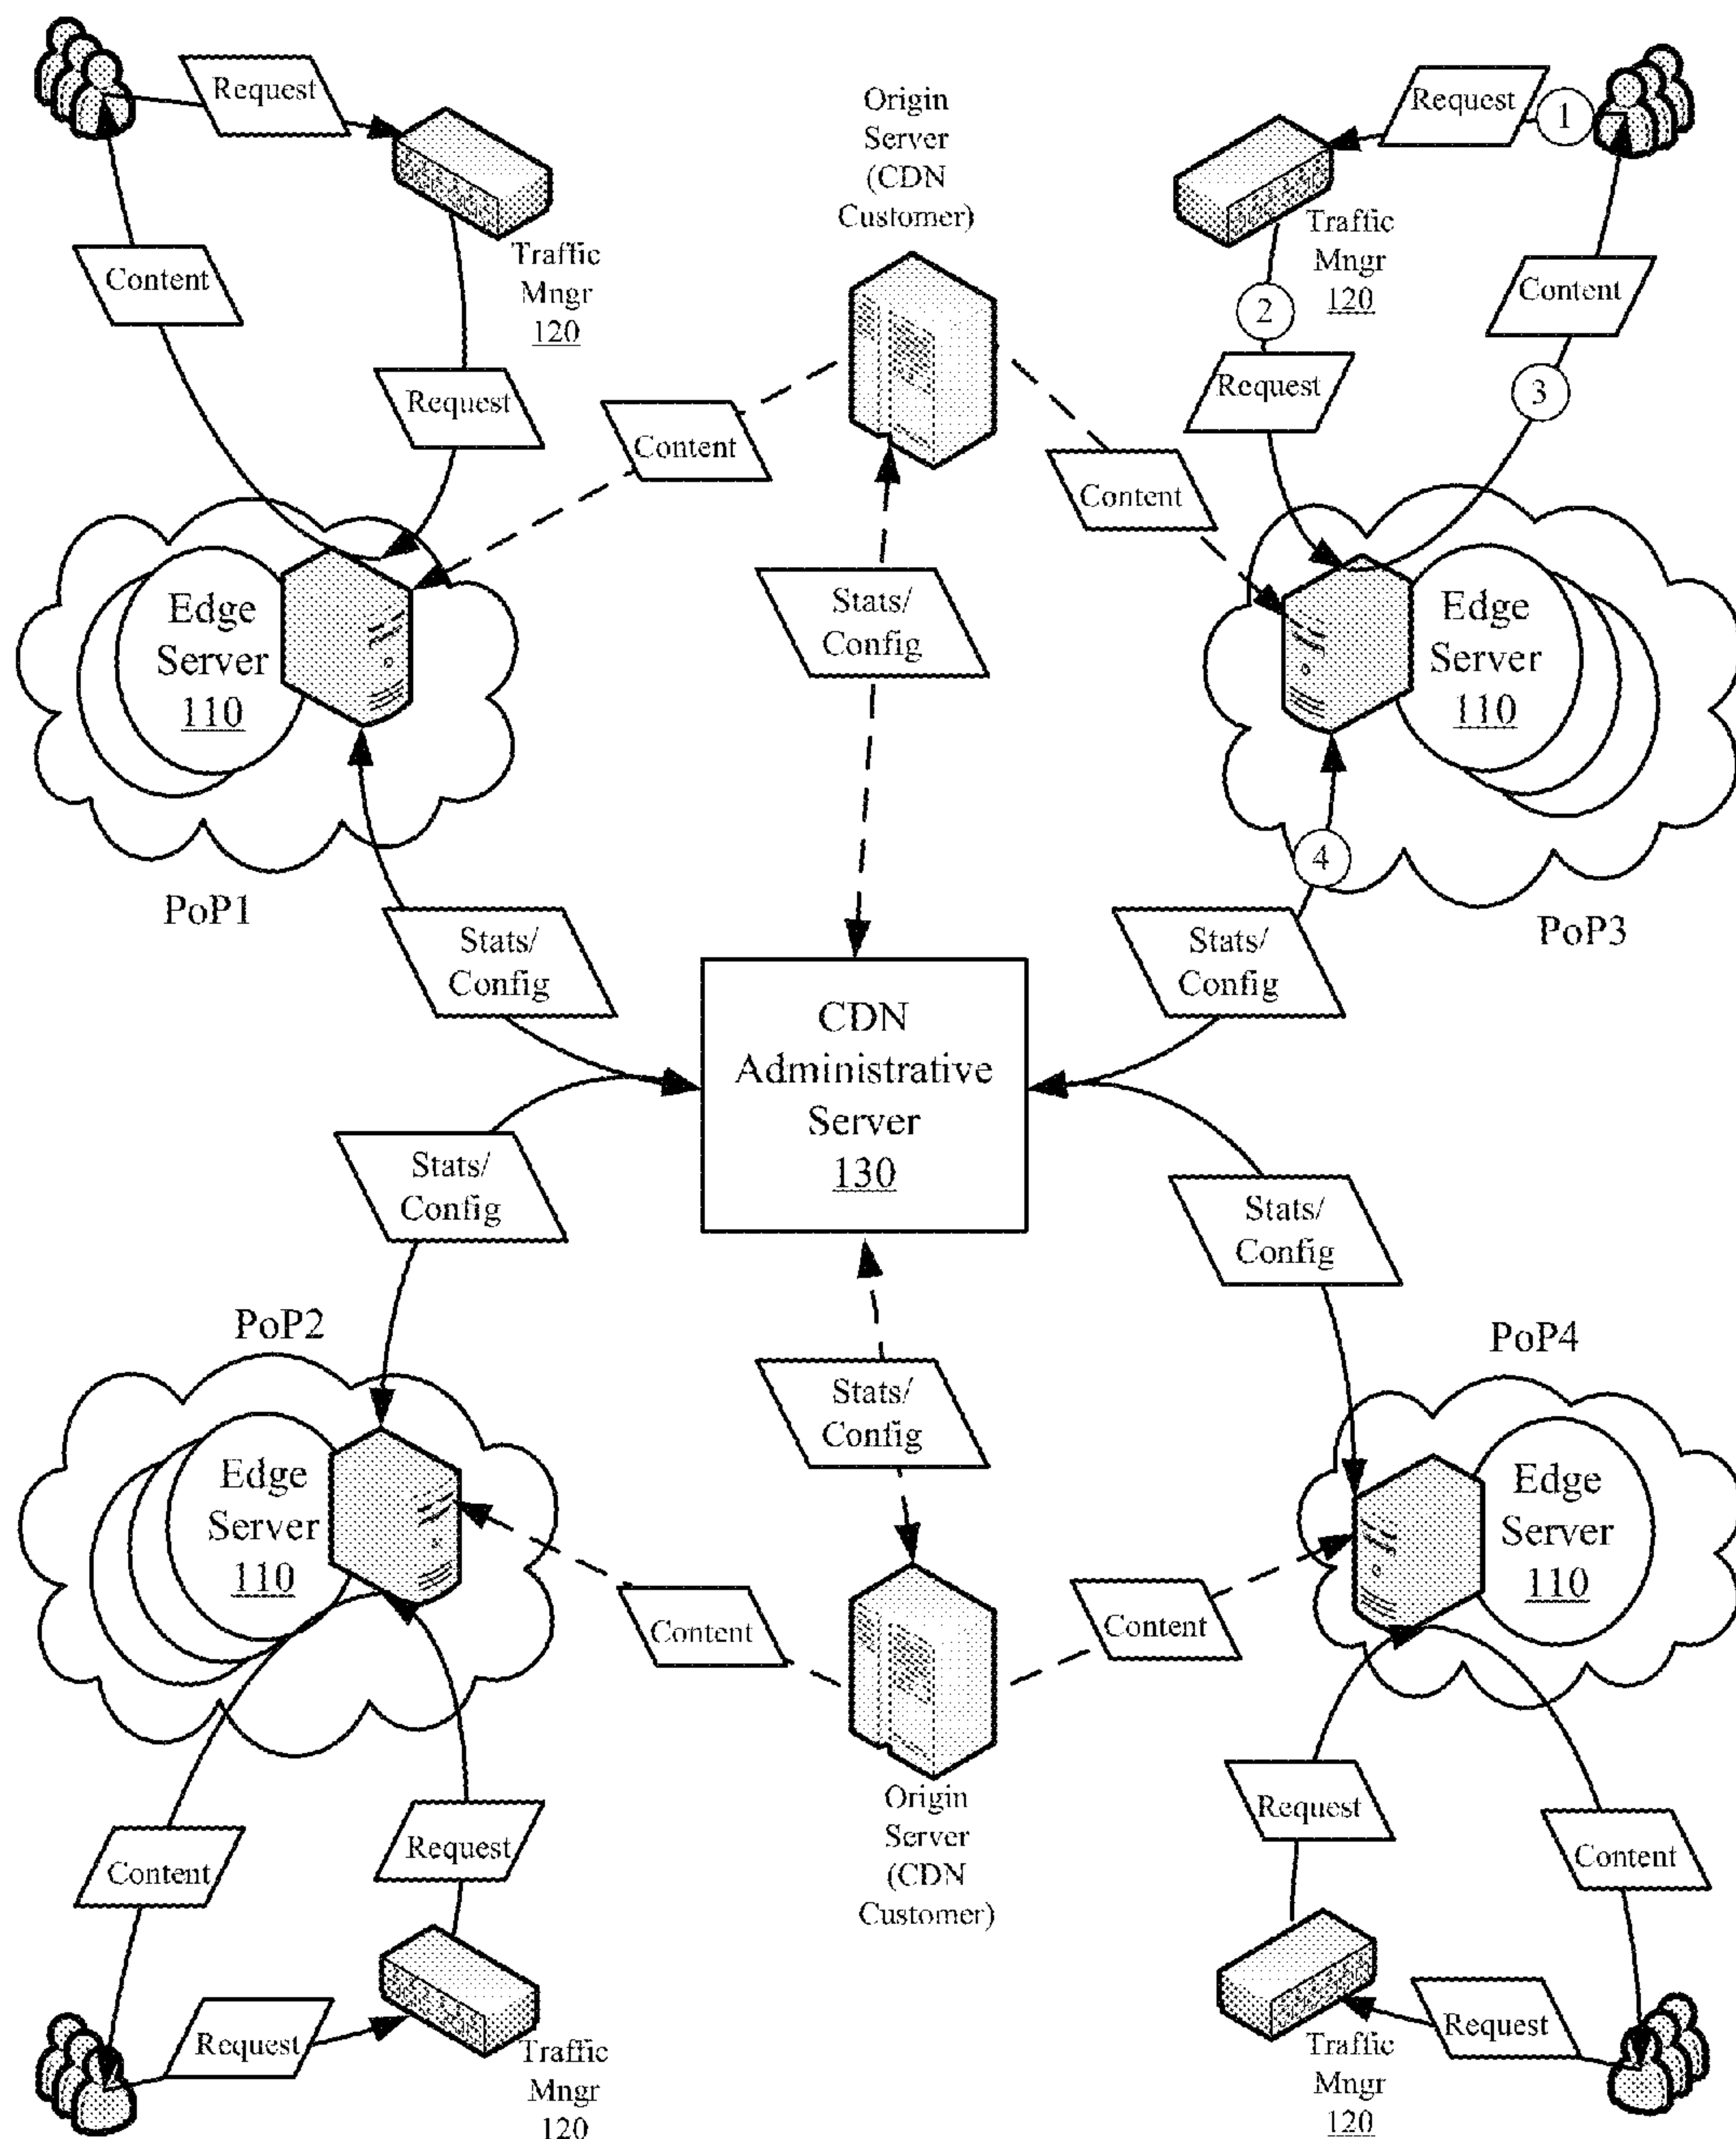 Request
Content
Traffic
Mngr
120
Request
Origin
Server
(CDN
Customer)
Request
1
Traffic
Mngr
120
2
Request
Content
3
Content
Content
Edge
Server
110
PoP1
Stats/
Config
Edge
Server
110
4
PoP3
Stats/
Config
Stats/
Config
CDN
Administrative
Server
130
Stats/
Config
Stats/
Config
PoP2
Edge
Server
110
Stats/
Config
PoP4
Edge
Server
110
Content
Content
Origin
Server
(CDN
Customer)
Content
Request
Request
Traffic
Mngr
120
Request
Content
Request
Traffic
Mngr
120